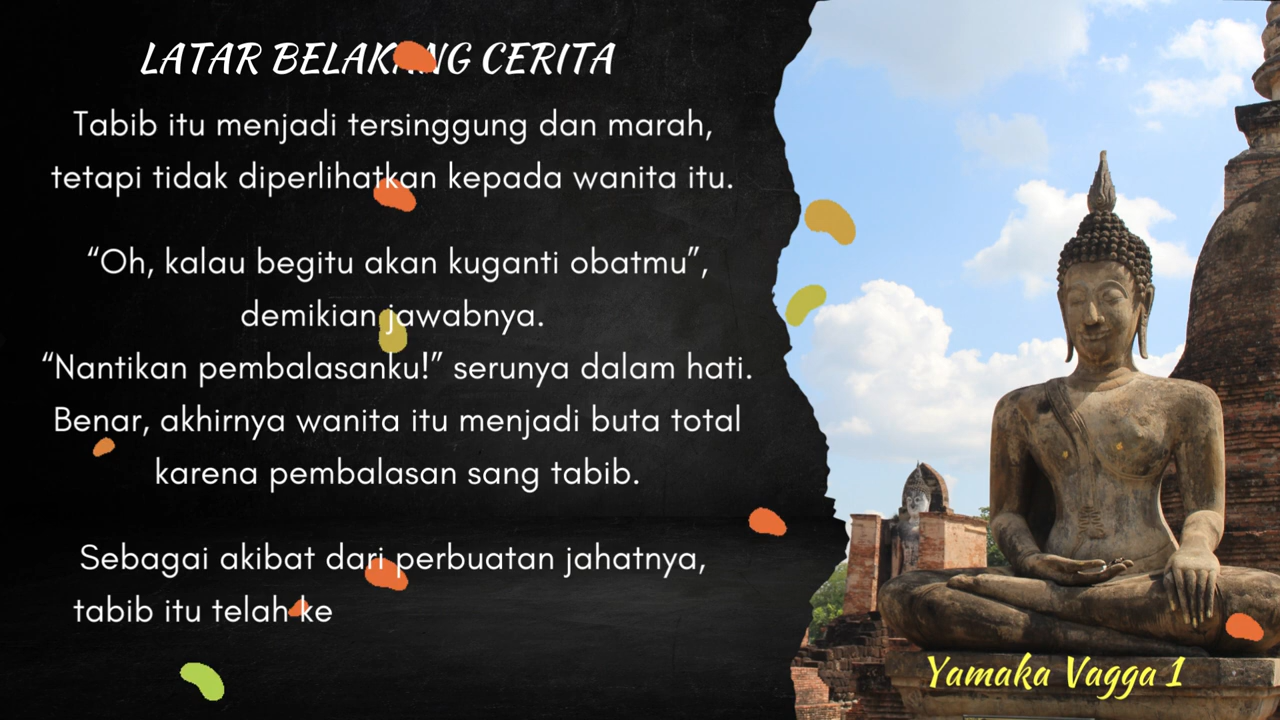 LATAR BELAKANG CERITA
Tabib itu menjadi tersinggung dan marah,
tetapi tidak diperlihatkan kepada wanita itu.
“Oh, kalau begitu akan kuganti obatmu”,
demikian jawabnya.
“Nantikan pembalasanku!” serunya dalam hati.
Benar, akhirnya wanita itu menjadi buta total
karena pembalasan sang tabib.
Sebagai akibat dari perbuatan jahatnya,
tabib itu telah ke
Yamaka Vagga 1